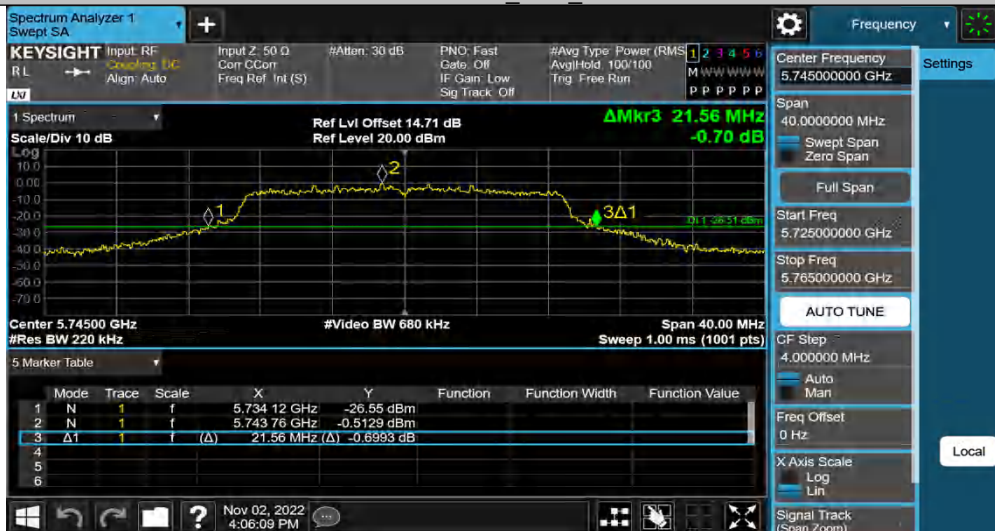 Spectrum Analyzer 1
Swept SA
+
Frequency
KEYSIGHT Input: RF Input Z: 50 Ω #Atten: 30 dB PNO: Fast #Avg Type: Power (RMS 1 2 3 4 5 6
RL Coupling: DC Corr CCorr Gate: Off Avg|Hold: 100/100 M W W W W W
Align: Auto Freq Ref: Int (S) IF Gain: Low Trig: Free Run
LXI Sig Track: Off P P P P P P
1 Spectrum
Scale/Div 10 dB
Ref Lvl Offset 14.71 dB
Ref Level 20.00 dBm
ΔMkr3 21.56 MHz
-0.70 dB
Log
10.0
0.00
-10.0
-20.0
-30.0
-40.0
-50.0
-60.0
-70.0
1
2
3Δ1
DL1 -26.51 dBm
Center 5.74500 GHz #Video BW 680 kHz Span 40.00 MHz
#Res BW 220 kHz Sweep 1.00 ms (1001 pts)
5 Marker Table
Mode Trace Scale X Y Function Function Width Function Value
1 N 1 f 5.734 12 GHz -26.55 dBm
2 N 1 f 5.743 76 GHz -0.5129 dBm
3 Δ1 1 f (Δ) 21.56 MHz (Δ) -0.6993 dB
4
5
6
?
Nov 02, 2022
4:06:09 PM
Center Frequency
5.745000000 GHz
Span
40.0000000 MHz
Swept Span
Zero Span
Full Span
Start Freq
5.725000000 GHz
Stop Freq
5.765000000 GHz
AUTO TUNE
CF Step
4.000000 MHz
Auto
Man
Freq Offset
0 Hz
X Axis Scale
Log
Lin
Signal Track
(Span Zoom)
Settings
Local